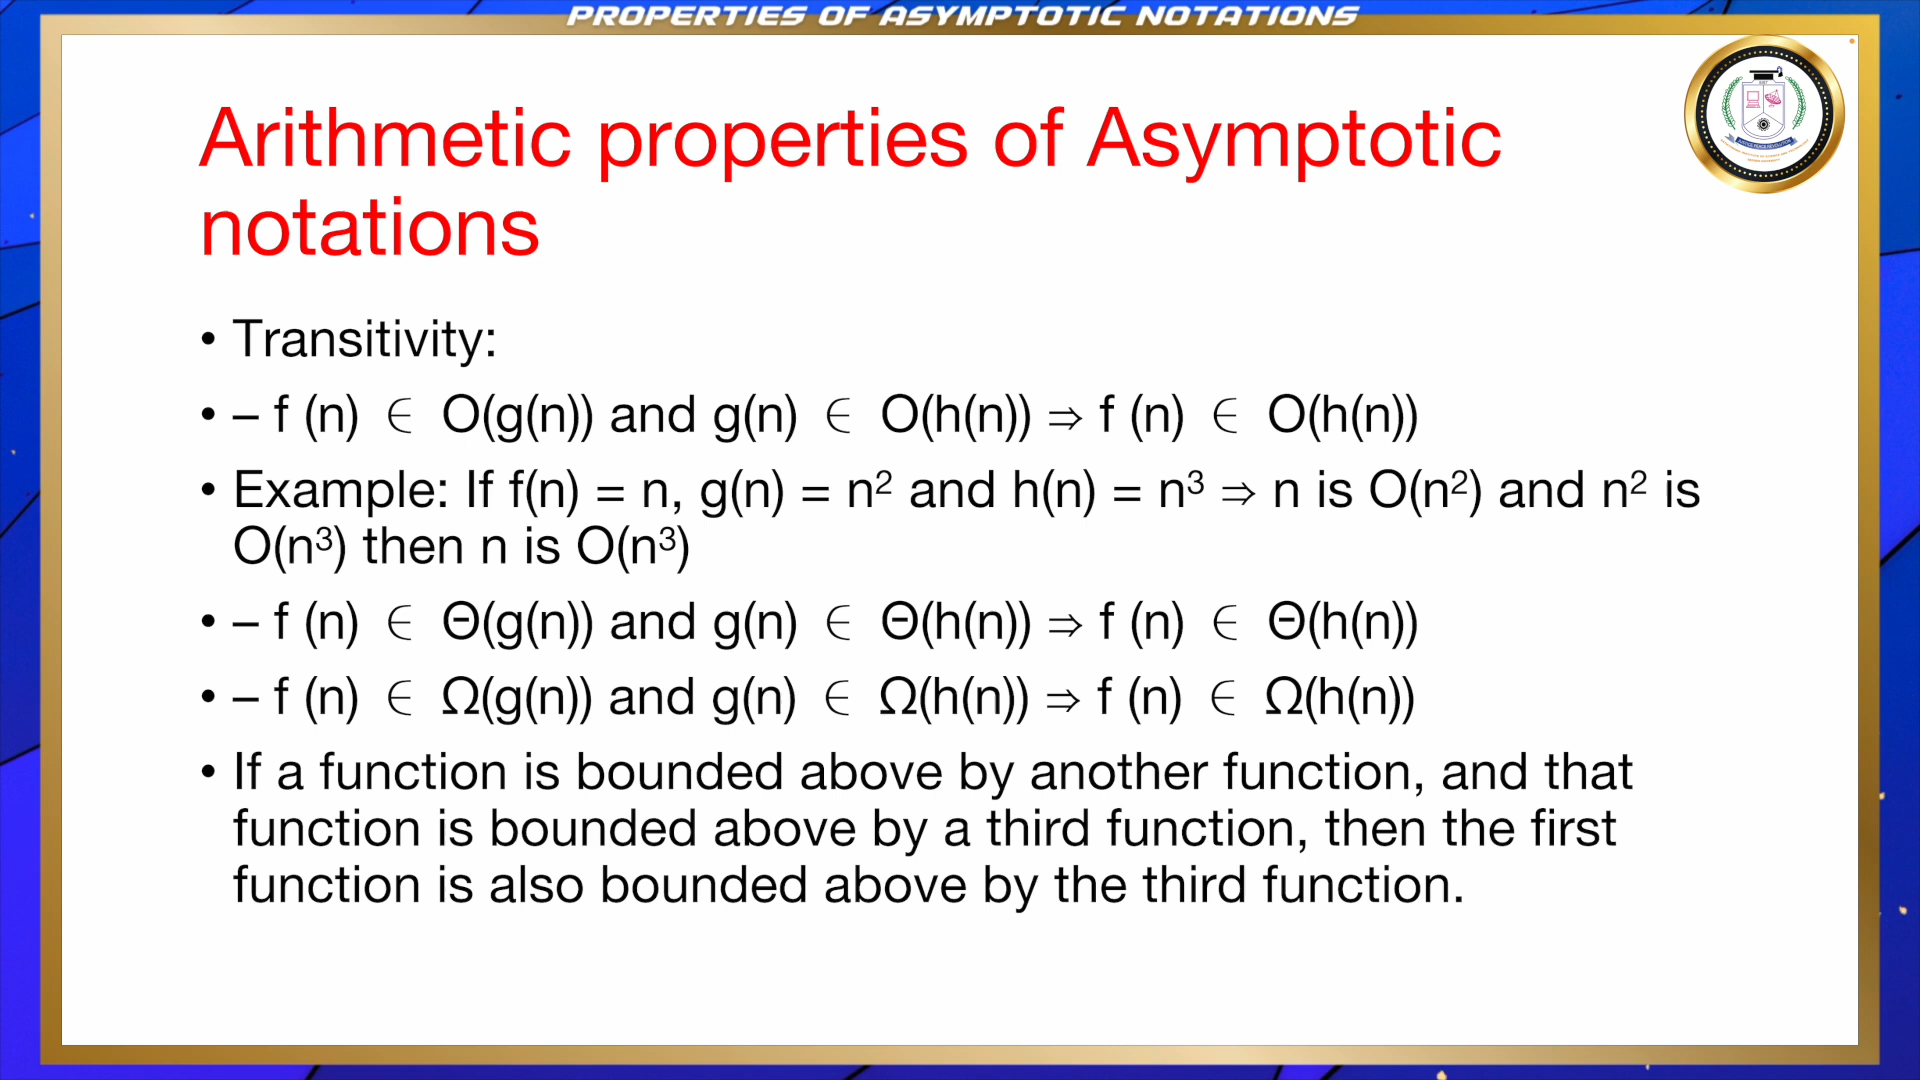 PROPERTIES OF ASYMPTOTIC NOTATIONS
Arithmetic properties of Asymptotic
notations
• Transitivity:
• – f (n) ∈ O(g(n)) and g(n) ∈ O(h(n)) ⇒ f (n) ∈ O(h(n))
• Example: If f(n) = n, g(n) = n² and h(n) = n³ ⇒ n is O(n²) and n² is
O(n³) then n is O(n³)
• – f (n) ∈ Θ(g(n)) and g(n) ∈ Θ(h(n)) ⇒ f (n) ∈ Θ(h(n))
• – f (n) ∈ Ω(g(n)) and g(n) ∈ Ω(h(n)) ⇒ f (n) ∈ Ω(h(n))
• If a function is bounded above by another function, and that
function is bounded above by a third function, then the first
function is also bounded above by the third function.